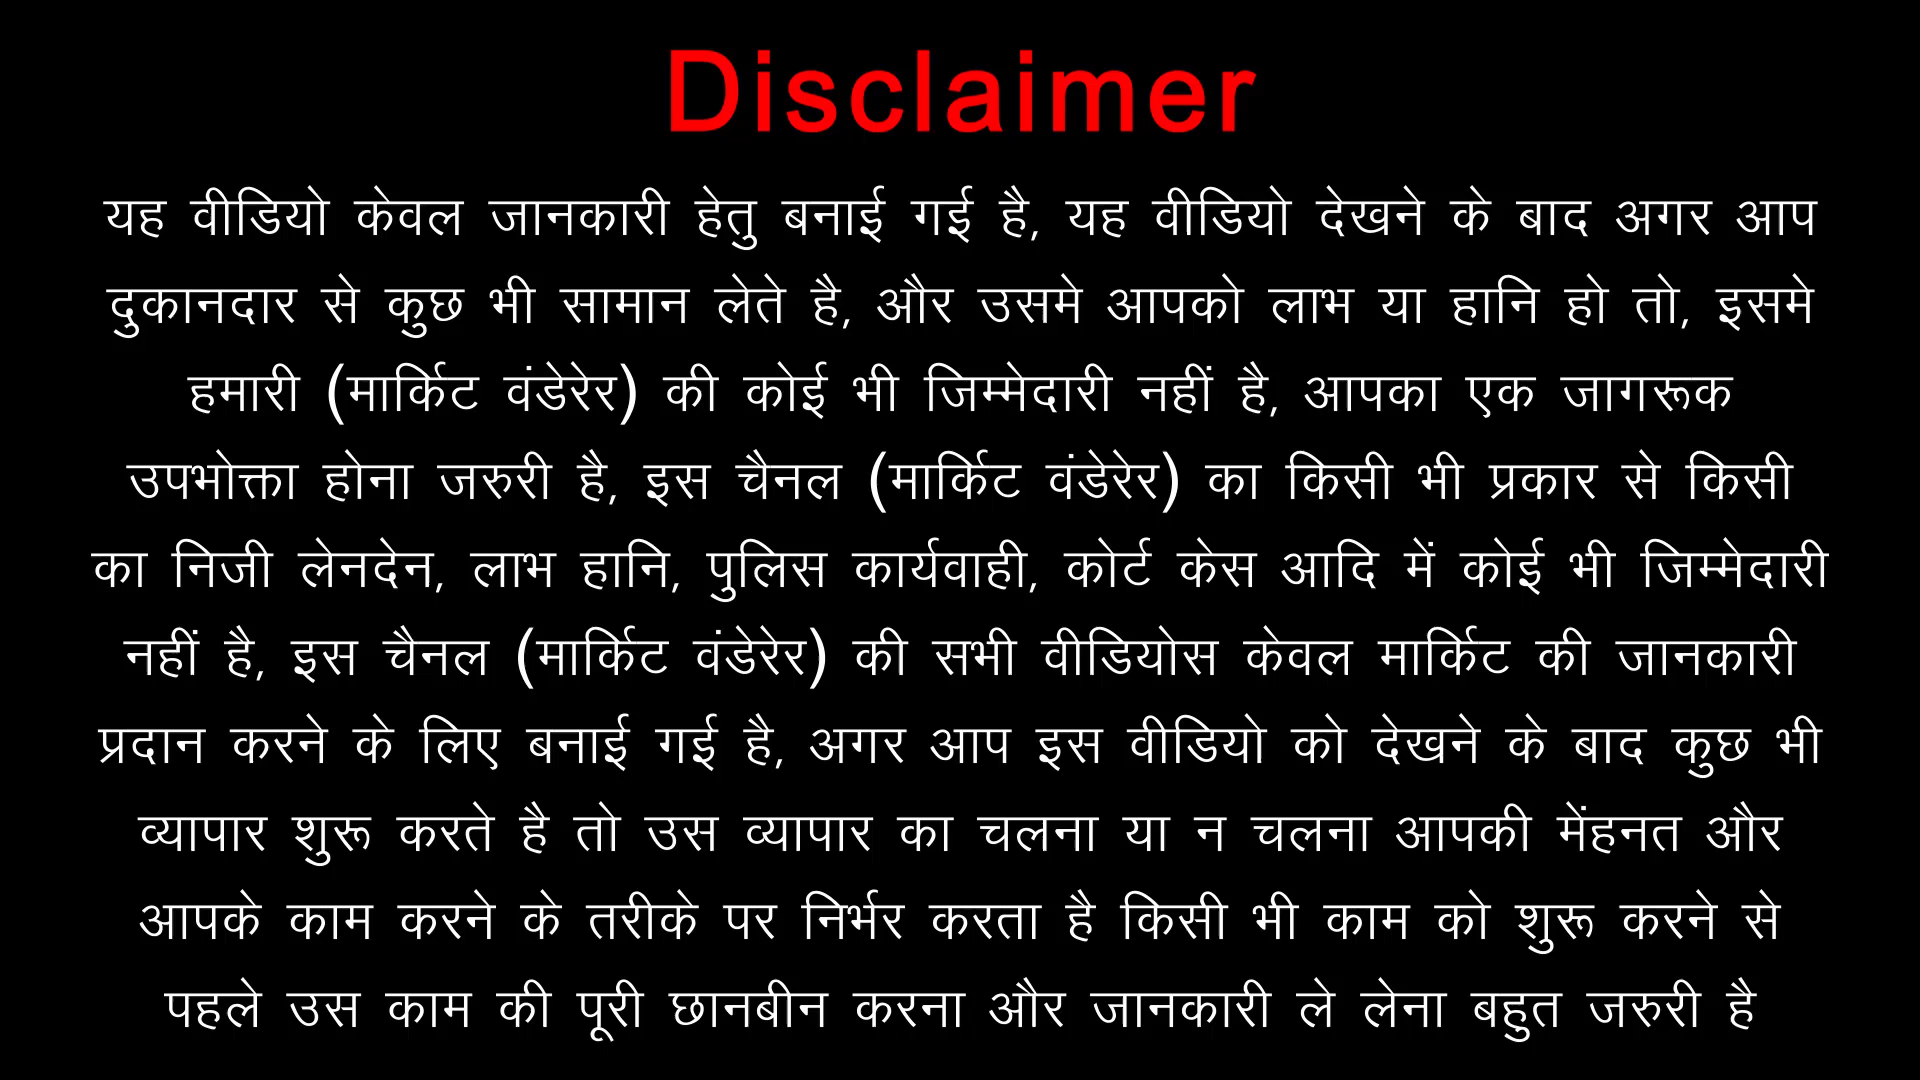 Disclaimer
यह वीडियो केवल जानकारी हेतु बनाई गई है, यह वीडियो देखने के बाद अगर आप
दुकानदार से कुछ भी सामान लेते है, और उसमे आपको लाभ या हानि हो तो, इसमे
हमारी (मार्किट वंडेरेर) की कोई भी जिम्मेदारी नहीं है, आपका एक जागरूक
उपभोक्ता होना जरुरी है, इस चैनल (मार्किट वंडेरेर) का किसी भी प्रकार से किसी
का निजी लेनदेन, लाभ हानि, पुलिस कार्यवाही, कोर्ट केस आदि में कोई भी जिम्मेदारी
नहीं है, इस चैनल (मार्किट वंडेरेर) की सभी वीडियोस केवल मार्किट की जानकारी
प्रदान करने के लिए बनाई गई है, अगर आप इस वीडियो को देखने के बाद कुछ भी
व्यापार शुरू करते है तो उस व्यापार का चलना या न चलना आपकी मेंहनत और
आपके काम करने के तरीके पर निर्भर करता है किसी भी काम को शुरू करने से
पहले उस काम की पूरी छानबीन करना और जानकारी ले लेना बहुत जरुरी है